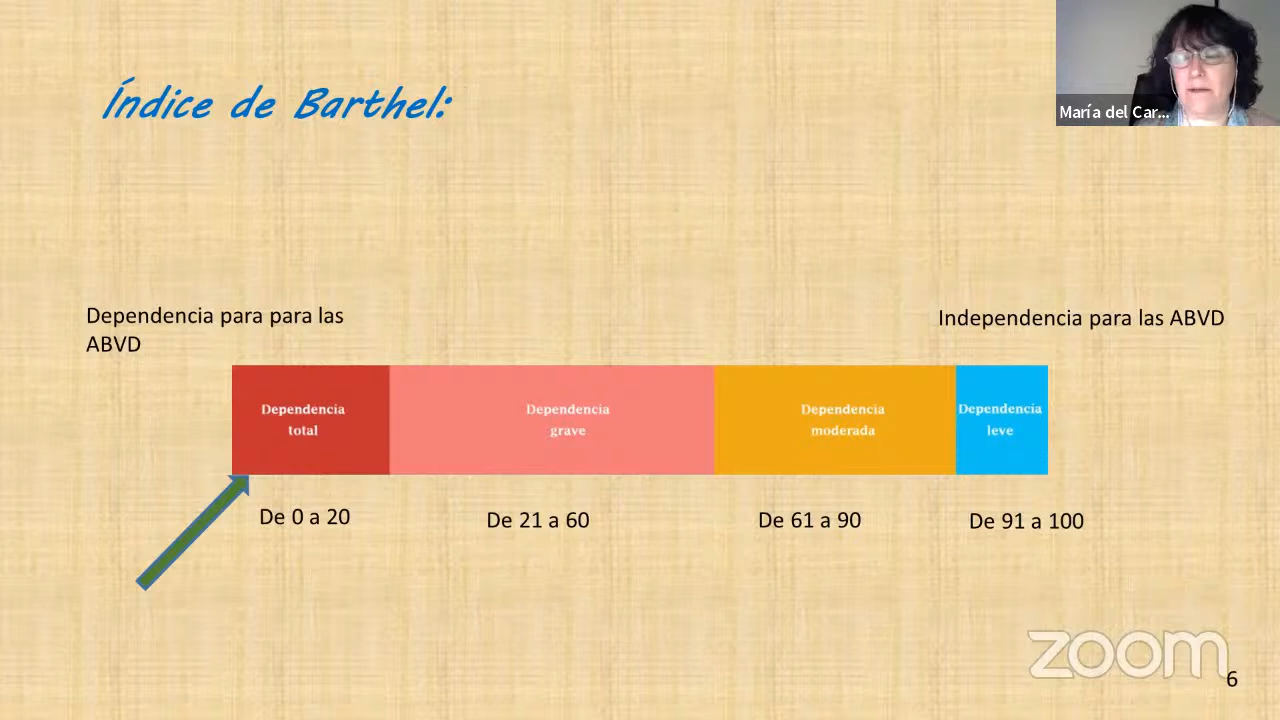 Índice de Barthel:
María del Car...
Dependencia para para las
ABVD
Independencia para las ABVD
Dependencia
total
Dependencia
grave
Dependencia
moderada
Dependencia
leve
De 0 a 20
De 21 a 60
De 61 a 90
De 91 a 100
zoom
6